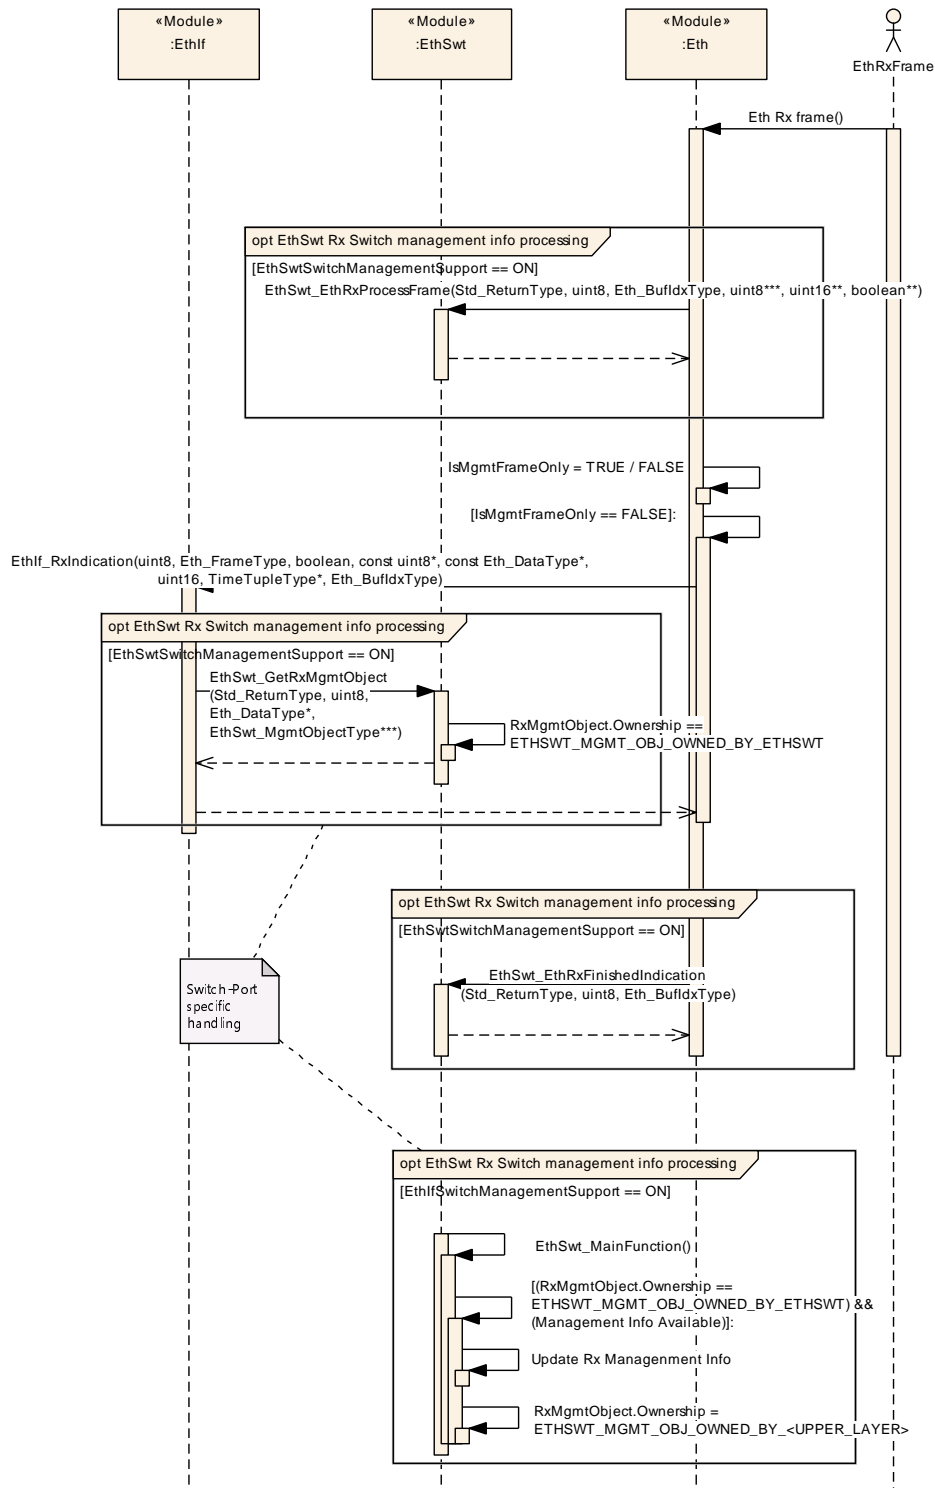 «Module»
:EthIf
«Module»
:EthSwt
«Module»
:Eth
EthRxFrame
Eth Rx frame()
opt EthSwt Rx Switch management info processing
[EthSwtSwitchManagementSupport == ON]
EthSwt_EthRxProcessFrame(Std_ReturnType, uint8, Eth_BufIdxType, uint8***, uint16**, boolean**)
IsMgmtFrameOnly = TRUE / FALSE
[IsMgmtFrameOnly == FALSE]:
EthIf_RxIndication(uint8, Eth_FrameType, boolean, const uint8*, const Eth_DataType*,
uint16, TimeTupleType*, Eth_BufIdxType)
opt EthSwt Rx Switch management info processing
[EthSwtSwitchManagementSupport == ON]
EthSwt_GetRxMgmtObject
(Std_ReturnType, uint8,
Eth_DataType*,
EthSwt_MgmtObjectType***)
RxMgmtObject.Ownership ==
ETHSWT_MGMT_OBJ_OWNED_BY_ETHSWT
opt EthSwt Rx Switch management info processing
[EthSwtSwitchManagementSupport == ON]
EthSwt_EthRxFinishedIndication
(Std_ReturnType, uint8, Eth_BufIdxType)
Switch-Port
specific
handling
opt EthSwt Rx Switch management info processing
[EthIfSwitchManagementSupport == ON]
EthSwt_MainFunction()
[(RxMgmtObject.Ownership ==
ETHSWT_MGMT_OBJ_OWNED_BY_ETHSWT) &&
(Management Info Available)]:
Update Rx Managenment Info
RxMgmtObject.Ownership =
ETHSWT_MGMT_OBJ_OWNED_BY_<UPPER_LAYER>